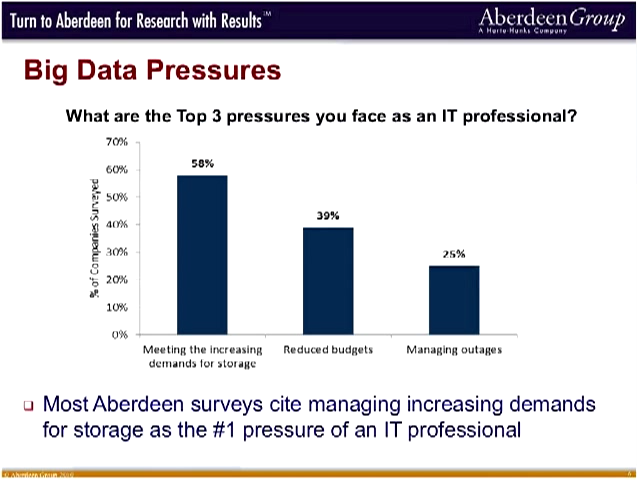 Turn to Aberdeen for Research with Results™
AberdeenGroup
A Harte-Hanks Company
Big Data Pressures
What are the Top 3 pressures you face as an IT professional?
% of Companies Surveyed
70%
60%
50%
40%
30%
20%
10%
0%
58%
39%
25%
Meeting the increasing
demands for storage
Reduced budgets
Managing outages
Most Aberdeen surveys cite managing increasing demands
for storage as the #1 pressure of an IT professional
© Aberdeen Group